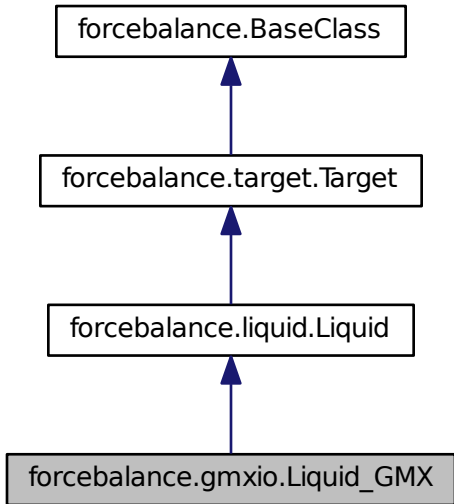 forcebalance.BaseClass
forcebalance.target.Target
forcebalance.liquid.Liquid
forcebalance.gmxio.Liquid_GMX